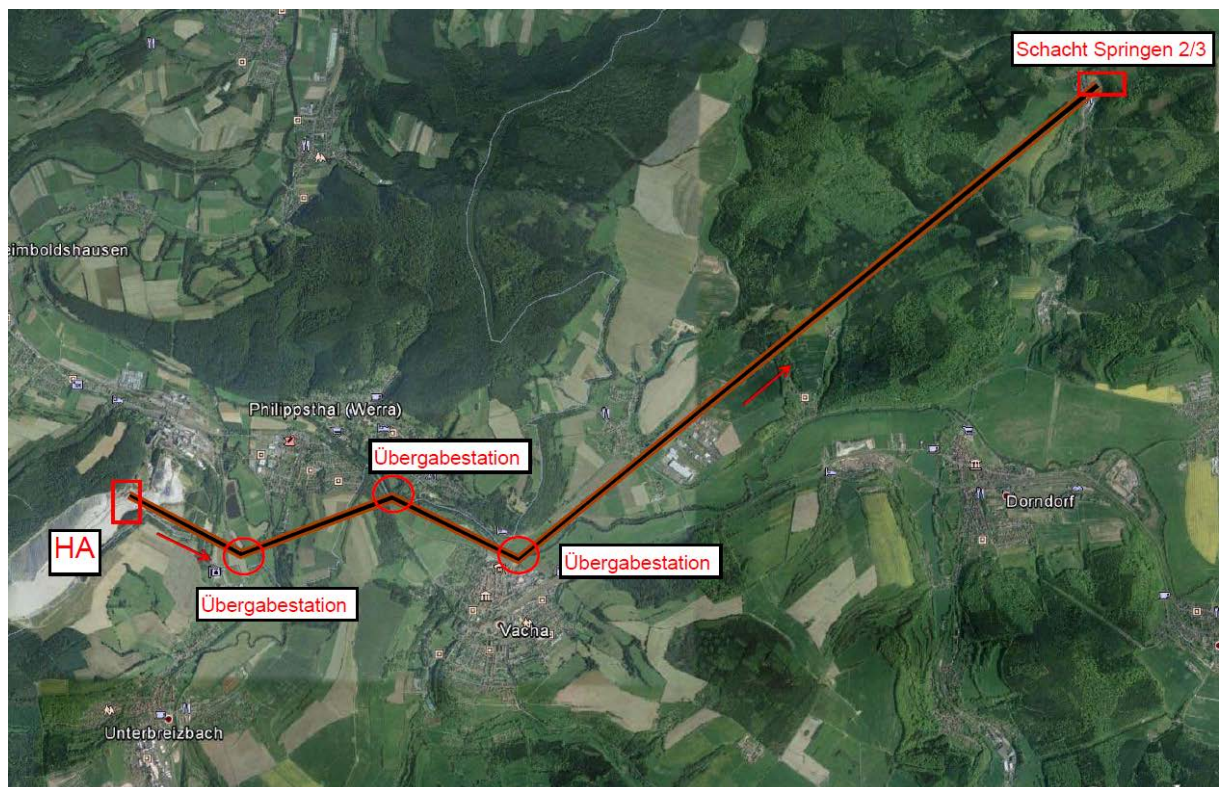 Schacht Springen 2/3
eimboldshausen
Philippsthal (Werra)
Übergabestation
Dorndorf
HA
Übergabestation
Übergabestation
Vacha
Unterbreizbach